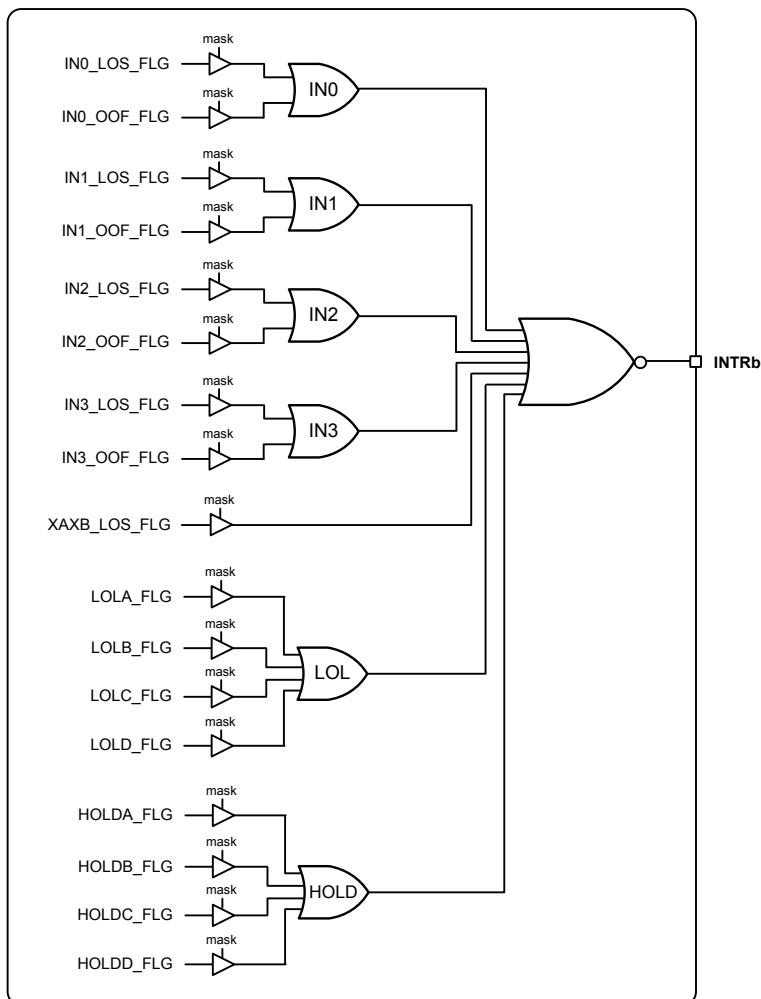 mask
IN0_LOS_FLG
IN0
mask
IN0_OOF_FLG
mask
IN1_LOS_FLG
IN1
mask
IN1_OOF_FLG
mask
IN2_LOS_FLG
IN2
mask
IN2_OOF_FLG
INTRb
mask
IN3_LOS_FLG
IN3
mask
IN3_OOF_FLG
mask
XAXB_LOS_FLG
mask
LOLA_FLG
mask
LOLB_FLG
LOL
mask
LOLC_FLG
mask
LOLD_FLG
mask
HOLDA_FLG
mask
HOLDB_FLG
HOLD
mask
HOLDC_FLG
mask
HOLDD_FLG